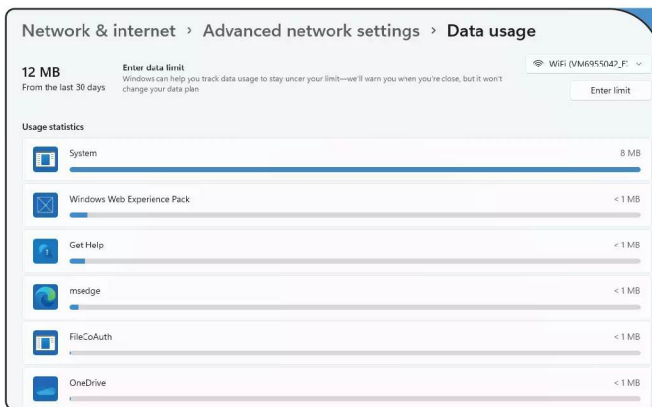 Network & internet > Advanced network settings > Data usage
12 MB
From the last 30 days
Enter data limit
Windows can help you track data usage to stay uncer your limit—we'll warn you when you're close, but it won't
change your data plan
WiFi (VM6955042_
Enter limit
Usage statistics
System 8 MB
Windows Web Experience Pack < 1 MB
Get Help < 1 MB
msedge < 1 MB
FileCoAuth < 1 MB
OneDrive < 1 MB